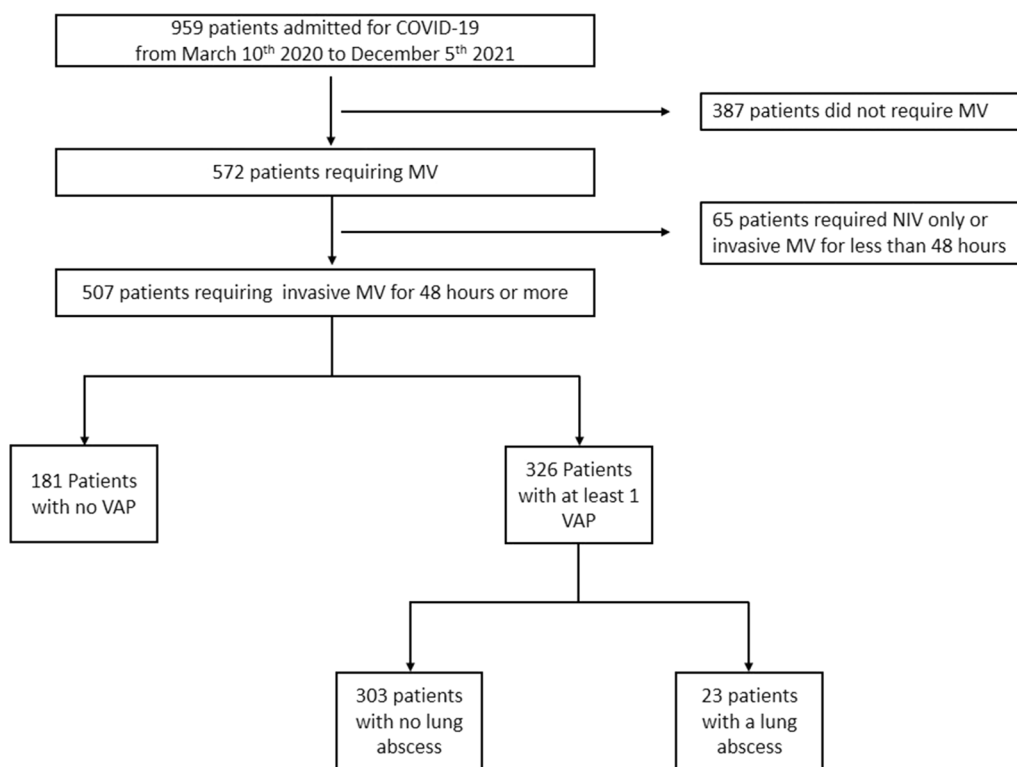 959 patients admitted for COVID-19
from March 10th 2020 to December 5th 2021
387 patients did not require MV
572 patients requiring MV
65 patients required NIV only or
invasive MV for less than 48 hours
507 patients requiring invasive MV for 48 hours or more
181 Patients
with no VAP
326 Patients
with at least 1
VAP
303 patients
with no lung
abscess
23 patients
with a lung
abscess